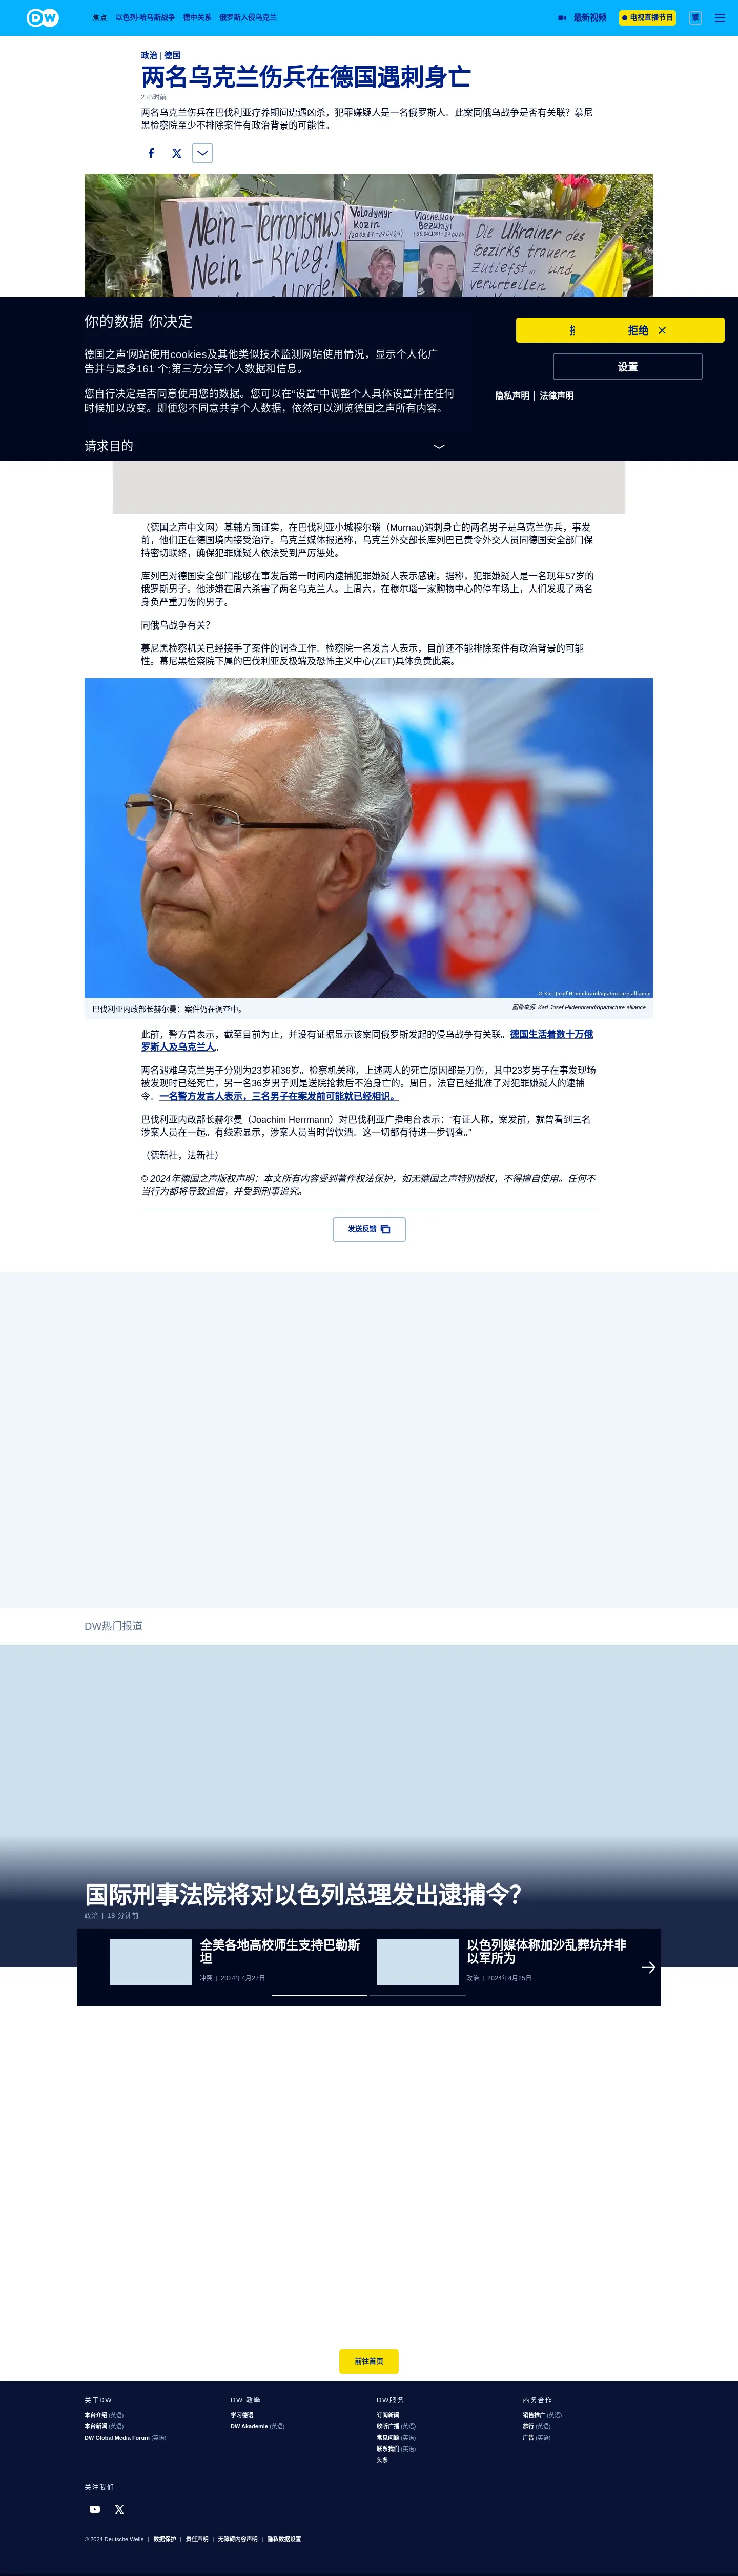 DW
焦点 以色列-哈马斯战争 德中关系 俄罗斯入侵乌克兰 最新视频 电视直播节目 繁
政治 | 德国
两名乌克兰伤兵在德国遇刺身亡
2 小时前
两名乌克兰伤兵在巴伐利亚疗养期间遭遇凶杀，犯罪嫌疑人是一名俄罗斯人。此案同俄乌战争是否有关联？慕尼
黑检察院至少不排除案件有政治背景的可能性。
Nein - Terrorismus!
Nein - Krieg!
Nein - Morde
Volodymyr
Kozin
Viacheslav
Bezuhlyi
Die Ukrainer des
Bezirks trauern
zutiefst... und
你的数据 你决定
拒绝
德国之声'网站使用cookies及其他类似技术监测网站使用情况，显示个人化广
告并与最多161 个;第三方分享个人数据和信息。
设置
您自行决定是否同意使用您的数据。您可以在“设置”中调整个人具体设置并在任何
时候加以改变。即便您不同意共享个人数据，依然可以浏览德国之声所有内容。
隐私声明 | 法律声明
请求目的
（德国之声中文网）基辅方面证实，在巴伐利亚小城穆尔瑙（Murnau)遇刺身亡的两名男子是乌克兰伤兵，事发
前，他们正在德国境内接受治疗。乌克兰媒体报道称，乌克兰外交部长库列巴已责令外交人员同德国安全部门保
持密切联络，确保犯罪嫌疑人依法受到严厉惩处。
库列巴对德国安全部门能够在事发后第一时间内逮捕犯罪嫌疑人表示感谢。据称，犯罪嫌疑人是一名现年57岁的
俄罗斯男子。他涉嫌在周六杀害了两名乌克兰人。上周六，在穆尔瑙一家购物中心的停车场上，人们发现了两名
身负严重刀伤的男子。
同俄乌战争有关？
慕尼黑检察机关已经接手了案件的调查工作。检察院一名发言人表示，目前还不能排除案件有政治背景的可能
性。慕尼黑检察院下属的巴伐利亚反极端及恐怖主义中心(ZET)具体负责此案。
© Karl-Josef Hildenbrand/dpa/picture-alliance
巴伐利亚内政部长赫尔曼：案件仍在调查中。
图像来源: Karl-Josef Hildenbrand/dpa/picture-alliance
此前，警方曾表示，截至目前为止，并没有证据显示该案同俄罗斯发起的侵乌战争有关联。德国生活着数十万俄
罗斯人及乌克兰人。
两名遇难乌克兰男子分别为23岁和36岁。检察机关称，上述两人的死亡原因都是刀伤，其中23岁男子在事发现场
被发现时已经死亡，另一名36岁男子则是送院抢救后不治身亡的。周日，法官已经批准了对犯罪嫌疑人的逮捕
令。一名警方发言人表示，三名男子在案发前可能就已经相识。
巴伐利亚内政部长赫尔曼（Joachim Herrmann）对巴伐利亚广播电台表示：“有证人称，案发前，就曾看到三名
涉案人员在一起。有线索显示，涉案人员当时曾饮酒。这一切都有待进一步调查。”
（德新社，法新社）
© 2024年德国之声版权声明：本文所有内容受到著作权法保护，如无德国之声特别授权，不得擅自使用。任何不
当行为都将导致追偿，并受到刑事追究。
发送反馈
DW热门报道
国际刑事法院将对以色列总理发出逮捕令？
政治 | 18 分钟前
全美各地高校师生支持巴勒斯
坦
冲突 | 2024年4月27日
以色列媒体称加沙乱葬坑并非
以军所为
政治 | 2024年4月25日
前往首页
关于DW
本台介绍 (英语)
本台新闻 (英语)
DW Global Media Forum (英语)
DW 教學
学习德语
DW Akademie (英语)
DW服务
订阅新闻
收听广播 (英语)
常见问题 (英语)
联系我们 (英语)
头条
商务合作
销售推广 (英语)
旅行 (英语)
广告 (英语)
关注我们
© 2024 Deutsche Welle | 数据保护 | 责任声明 | 无障碍内容声明 | 隐私数据设置